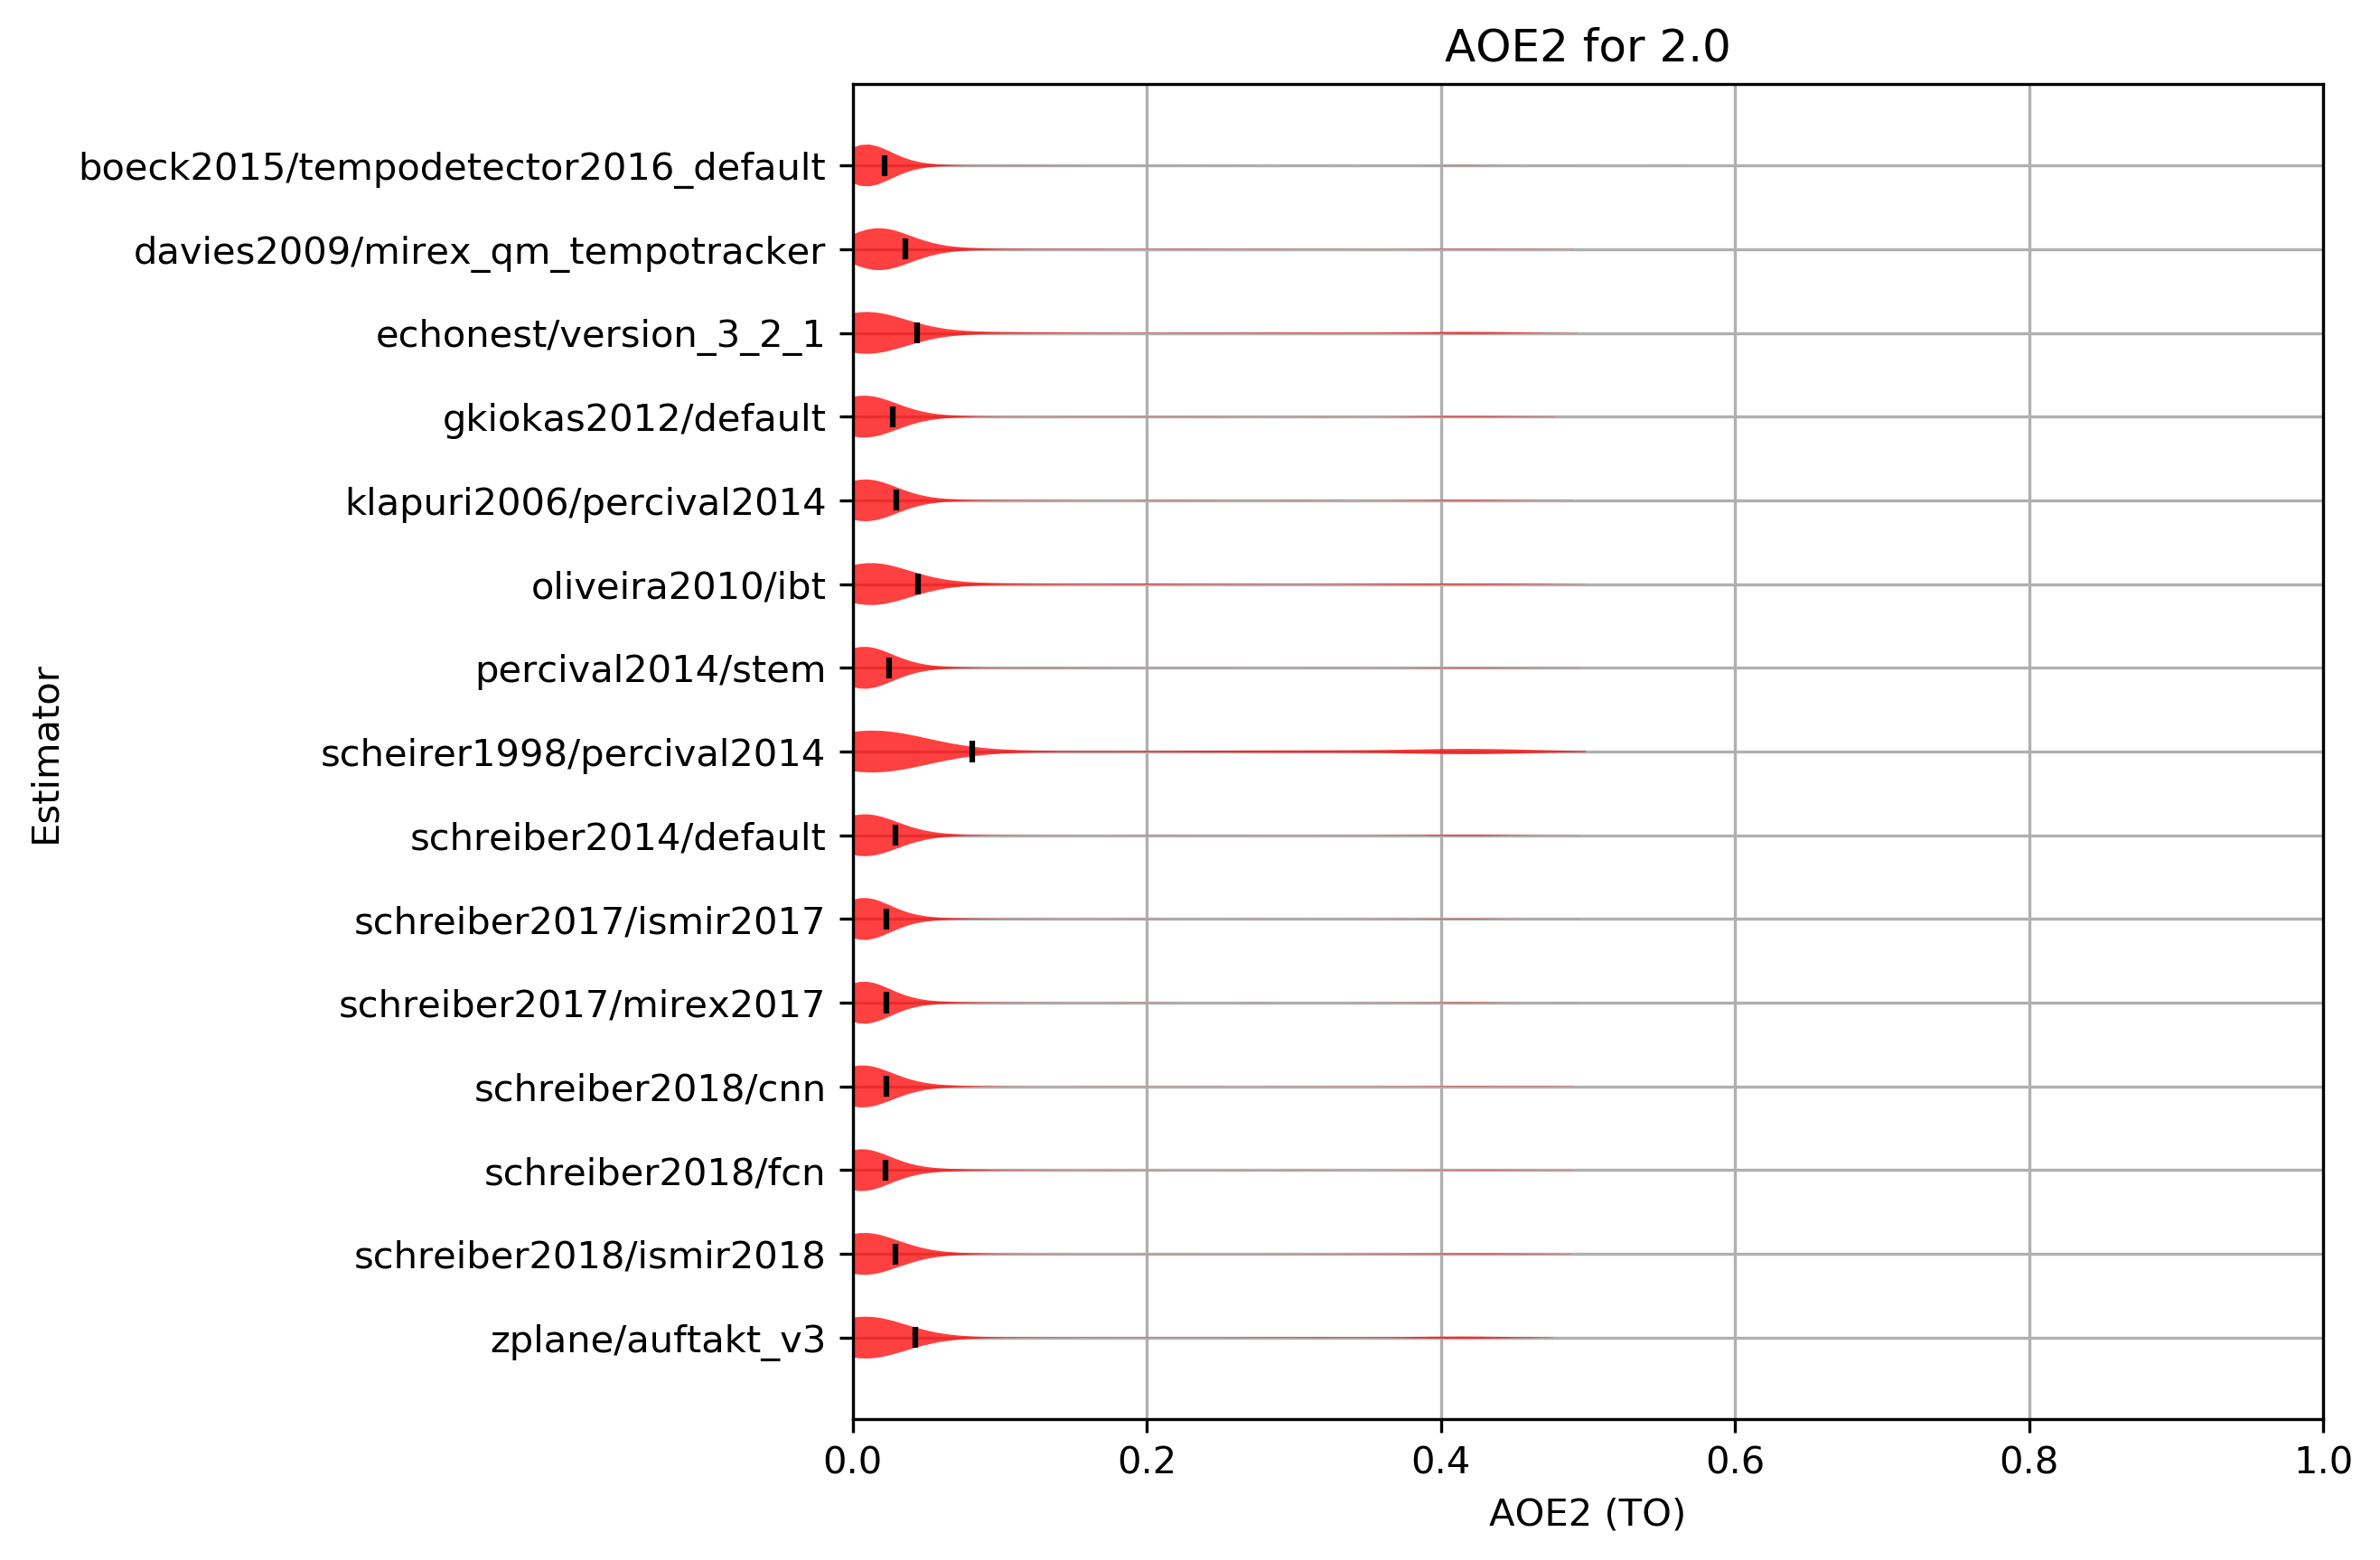 AOE2 for 2.0
boeck2015/tempodetector2016_default
davies2009/mirex_qm_tempotracker
echonest/version_3_2_1
gkiokas2012/default
klapuri2006/percival2014
oliveira2010/ibt
percival2014/stem
scheirer1998/percival2014
schreiber2014/default
schreiber2017/ismir2017
schreiber2017/mirex2017
schreiber2018/cnn
schreiber2018/fcn
schreiber2018/ismir2018
zplane/auftakt_v3
Estimator
0.0 0.2 0.4 0.6 0.8 1.0
AOE2 (TO)